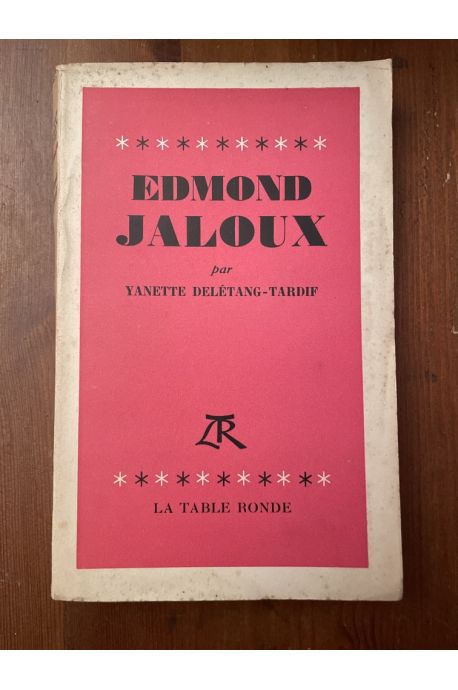 * * * * * * * * * * *
EDMOND
JALOUX
par
YANETTE DELÉTANG-TARDIF
LTR
* * * * * * * * * * *
LA TABLE RONDE